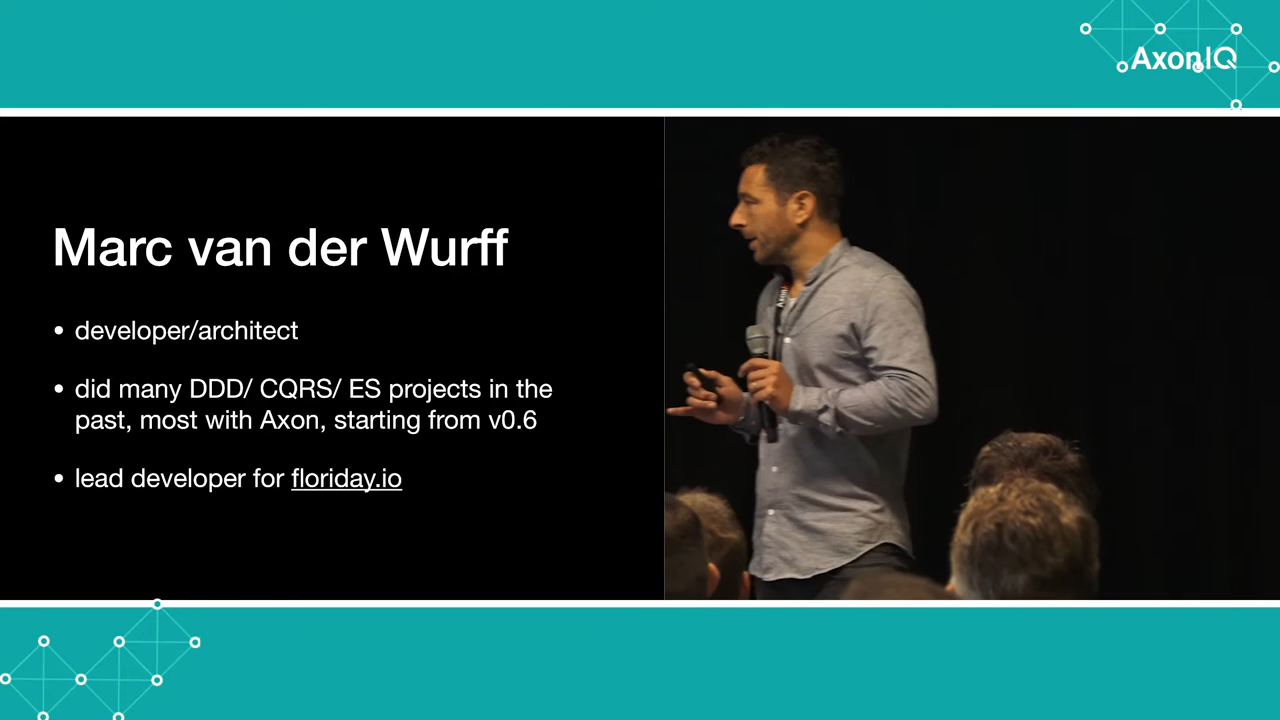 AxonIQ
Marc van der Wurff
• developer/architect
• did many DDD/ CQRS/ ES projects in the
past, most with Axon, starting from v0.6
• lead developer for floriday.io
Axon